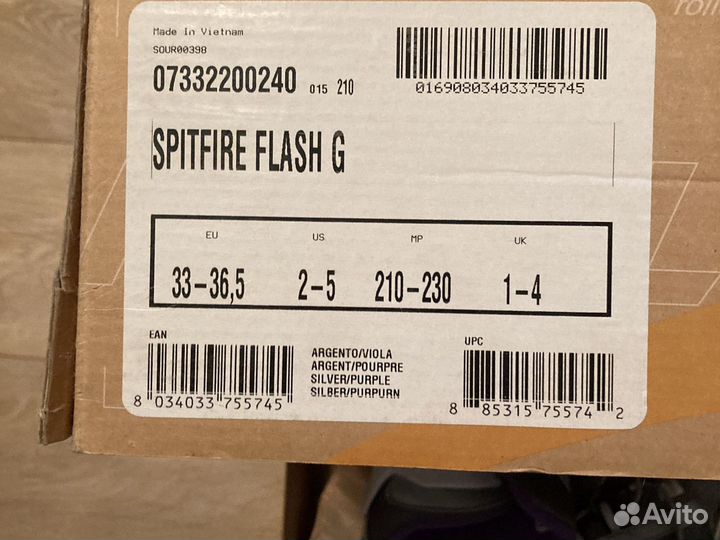 Made In Vietnam
SOUR00398
07332200240 015 210
016908034033755745
SPITFIRE FLASH G
EU US MP UK
33-36,5 2-5 210-230 1-4
EAN
8 034033 755745
ARGENTO/VIOLA
ARGENT/POURPRE
SILVER/PURPLE
SILBER/PURPURN
UPC
8 85315 75574 2
Avito